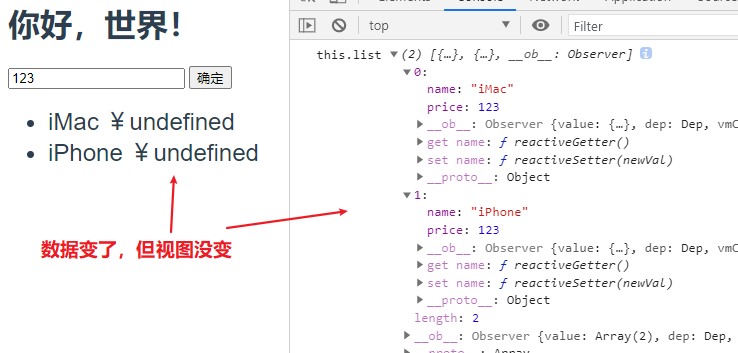 你好，世界！
123 确定
• iMac ￥undefined
• iPhone ￥undefined
数据变了，但视图没变
top ▼ Filter
this.list ▼(2) [{…}, {…}, __ob__: Observer] i
▼0:
name: "iMac"
price: 123
▶__ob__: Observer {value: {…}, dep: Dep, vmC
▶get name: ƒ reactiveGetter()
▶set name: ƒ reactiveSetter(newVal)
▶__proto__: Object
▼1:
name: "iPhone"
price: 123
▶__ob__: Observer {value: {…}, dep: Dep, vmC
▶get name: ƒ reactiveGetter()
▶set name: ƒ reactiveSetter(newVal)
▶__proto__: Object
length: 2
▶__ob__: Observer {value: Array(2), dep: Dep,